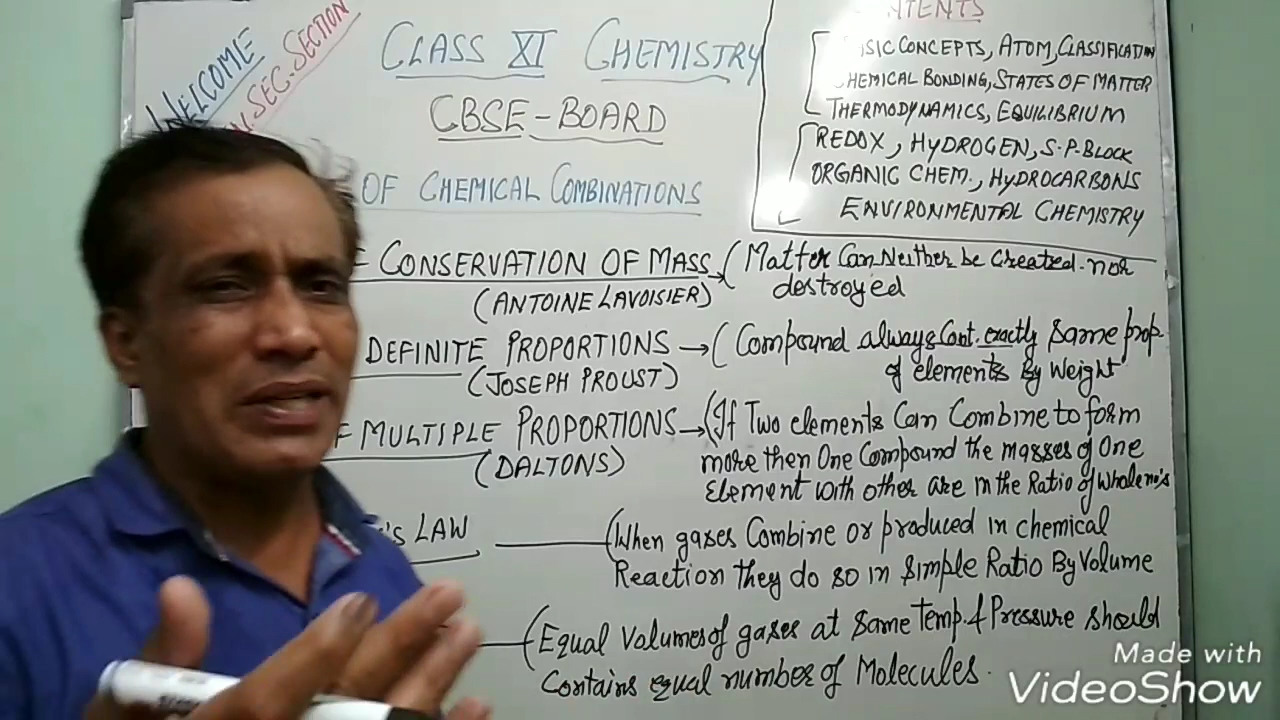 WELCOME
SEC. SECTION
CLASS XI CHEMISTRY
CBSE-BOARD
OF CHEMICAL COMBINATIONS
CONTENTS
CONCEPTS, ATOM, CLASSIFICATION
CHEMICAL BONDING, STATES OF MATTER
THERMODYNAMICS, EQUILIBRIUM
REDOX, HYDROGEN, S-P-BLOCK
ORGANIC CHEM., HYDROCARBONS
ENVIRONMENTAL CHEMISTRY
CONSERVATION OF MASS → (Matter Can Neither be Created nor
destroyed
(ANTOINE LAVOISIER)
DEFINITE PROPORTIONS → (Compound always Cont. exactly Same prop.
of elements By Weight
(JOSEPH PROUST)
MULTIPLE PROPORTIONS → (If Two elements Can Combine to form
more then One Compound the masses of One
Element with other are in the Ratio of Whole no's
(DALTONS)
's LAW — (When gases Combine or produced in chemical
Reaction they do so in Simple Ratio By Volume
(Equal Volumes of gases at Same Temp. & Pressure Should
Contains equal number of Molecules.
Made with
VideoShow